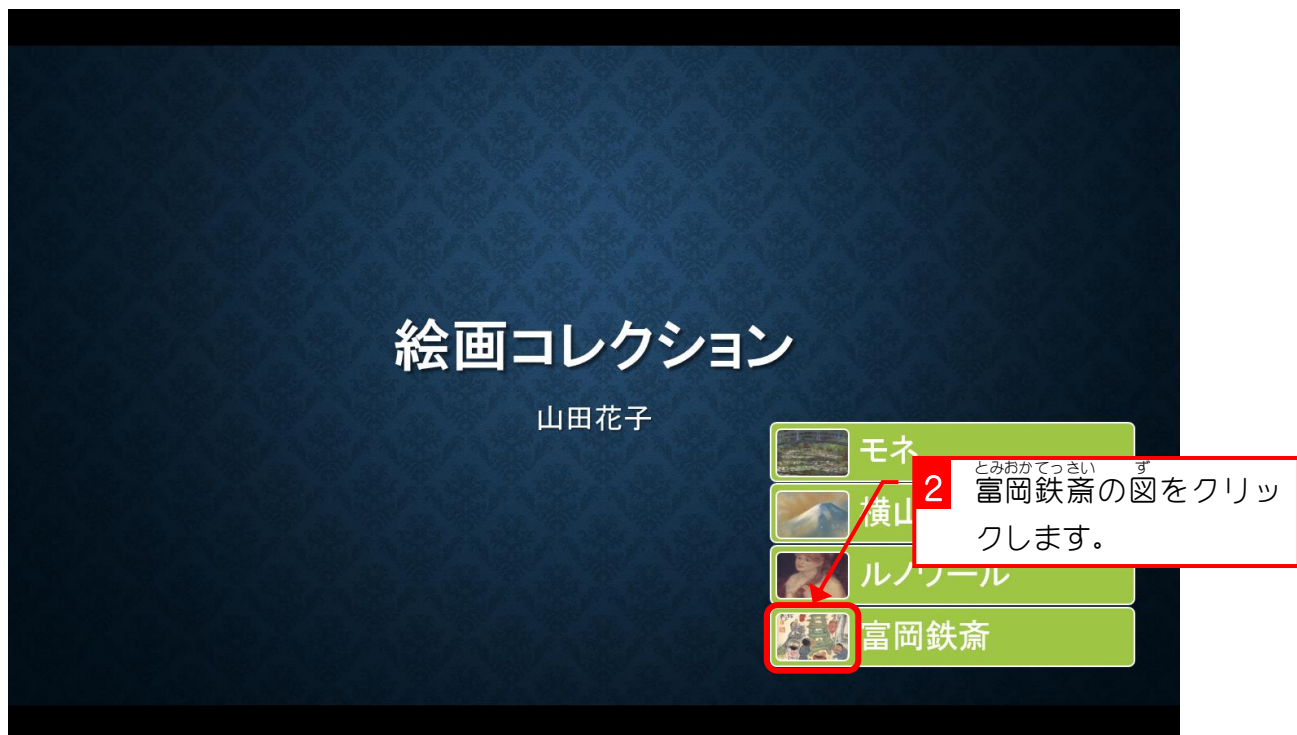 絵画コレクション
山田花子
モネ
横山
ルノワール
富岡鉄斎
2
とみおかてっさい ず
富岡鉄斎の図をクリッ
クします。